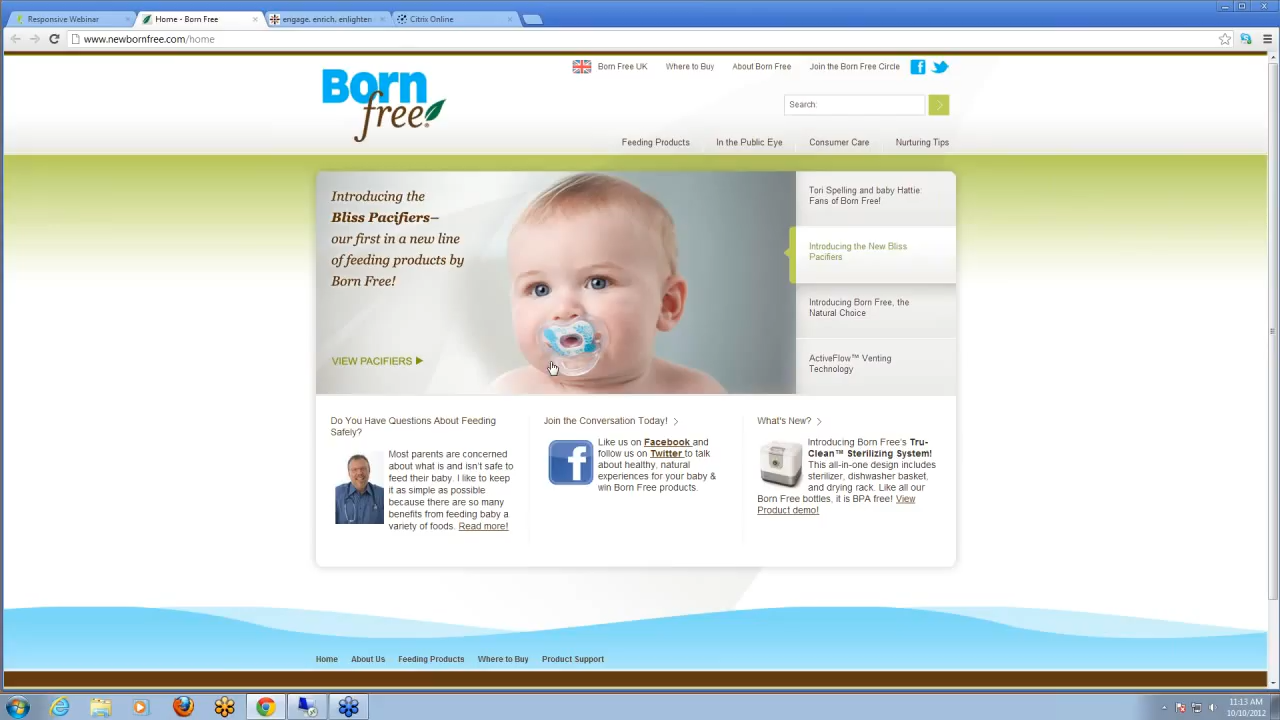 Responsive Webinar
Home - Born Free
engage, enrich, enlighten
Citrix Online
www.newbornfree.com/home
Born free
Born Free UK
Where to Buy
About Born Free
Join the Born Free Circle
Search:
Feeding Products
In the Public Eye
Consumer Care
Nurturing Tips
Introducing the
Bliss Pacifiers–
our first in a new line
of feeding products by
Born Free!
VIEW PACIFIERS
Tori Spelling and baby Hattie:
Fans of Born Free!
Introducing the New Bliss
Pacifiers
Introducing Born Free, the
Natural Choice
ActiveFlow™ Venting
Technology
Do You Have Questions About Feeding
Safely?
Most parents are concerned
about what is and isn't safe to
feed their baby. I like to keep
it as simple as possible
because there are so many
benefits from feeding baby a
variety of foods. Read more!
Join the Conversation Today!
Like us on Facebook and
follow us on Twitter to talk
about healthy, natural
experiences for your baby &
win Born Free products.
What's New?
Introducing Born Free's Tru-
Clean™ Sterilizing System!
This all-in-one design includes
sterilizer, dishwasher basket,
and drying rack. Like all our
Born Free bottles, it is BPA free! View
Product demo!
Home
About Us
Feeding Products
Where to Buy
Product Support
11:13 AM
10/10/2012